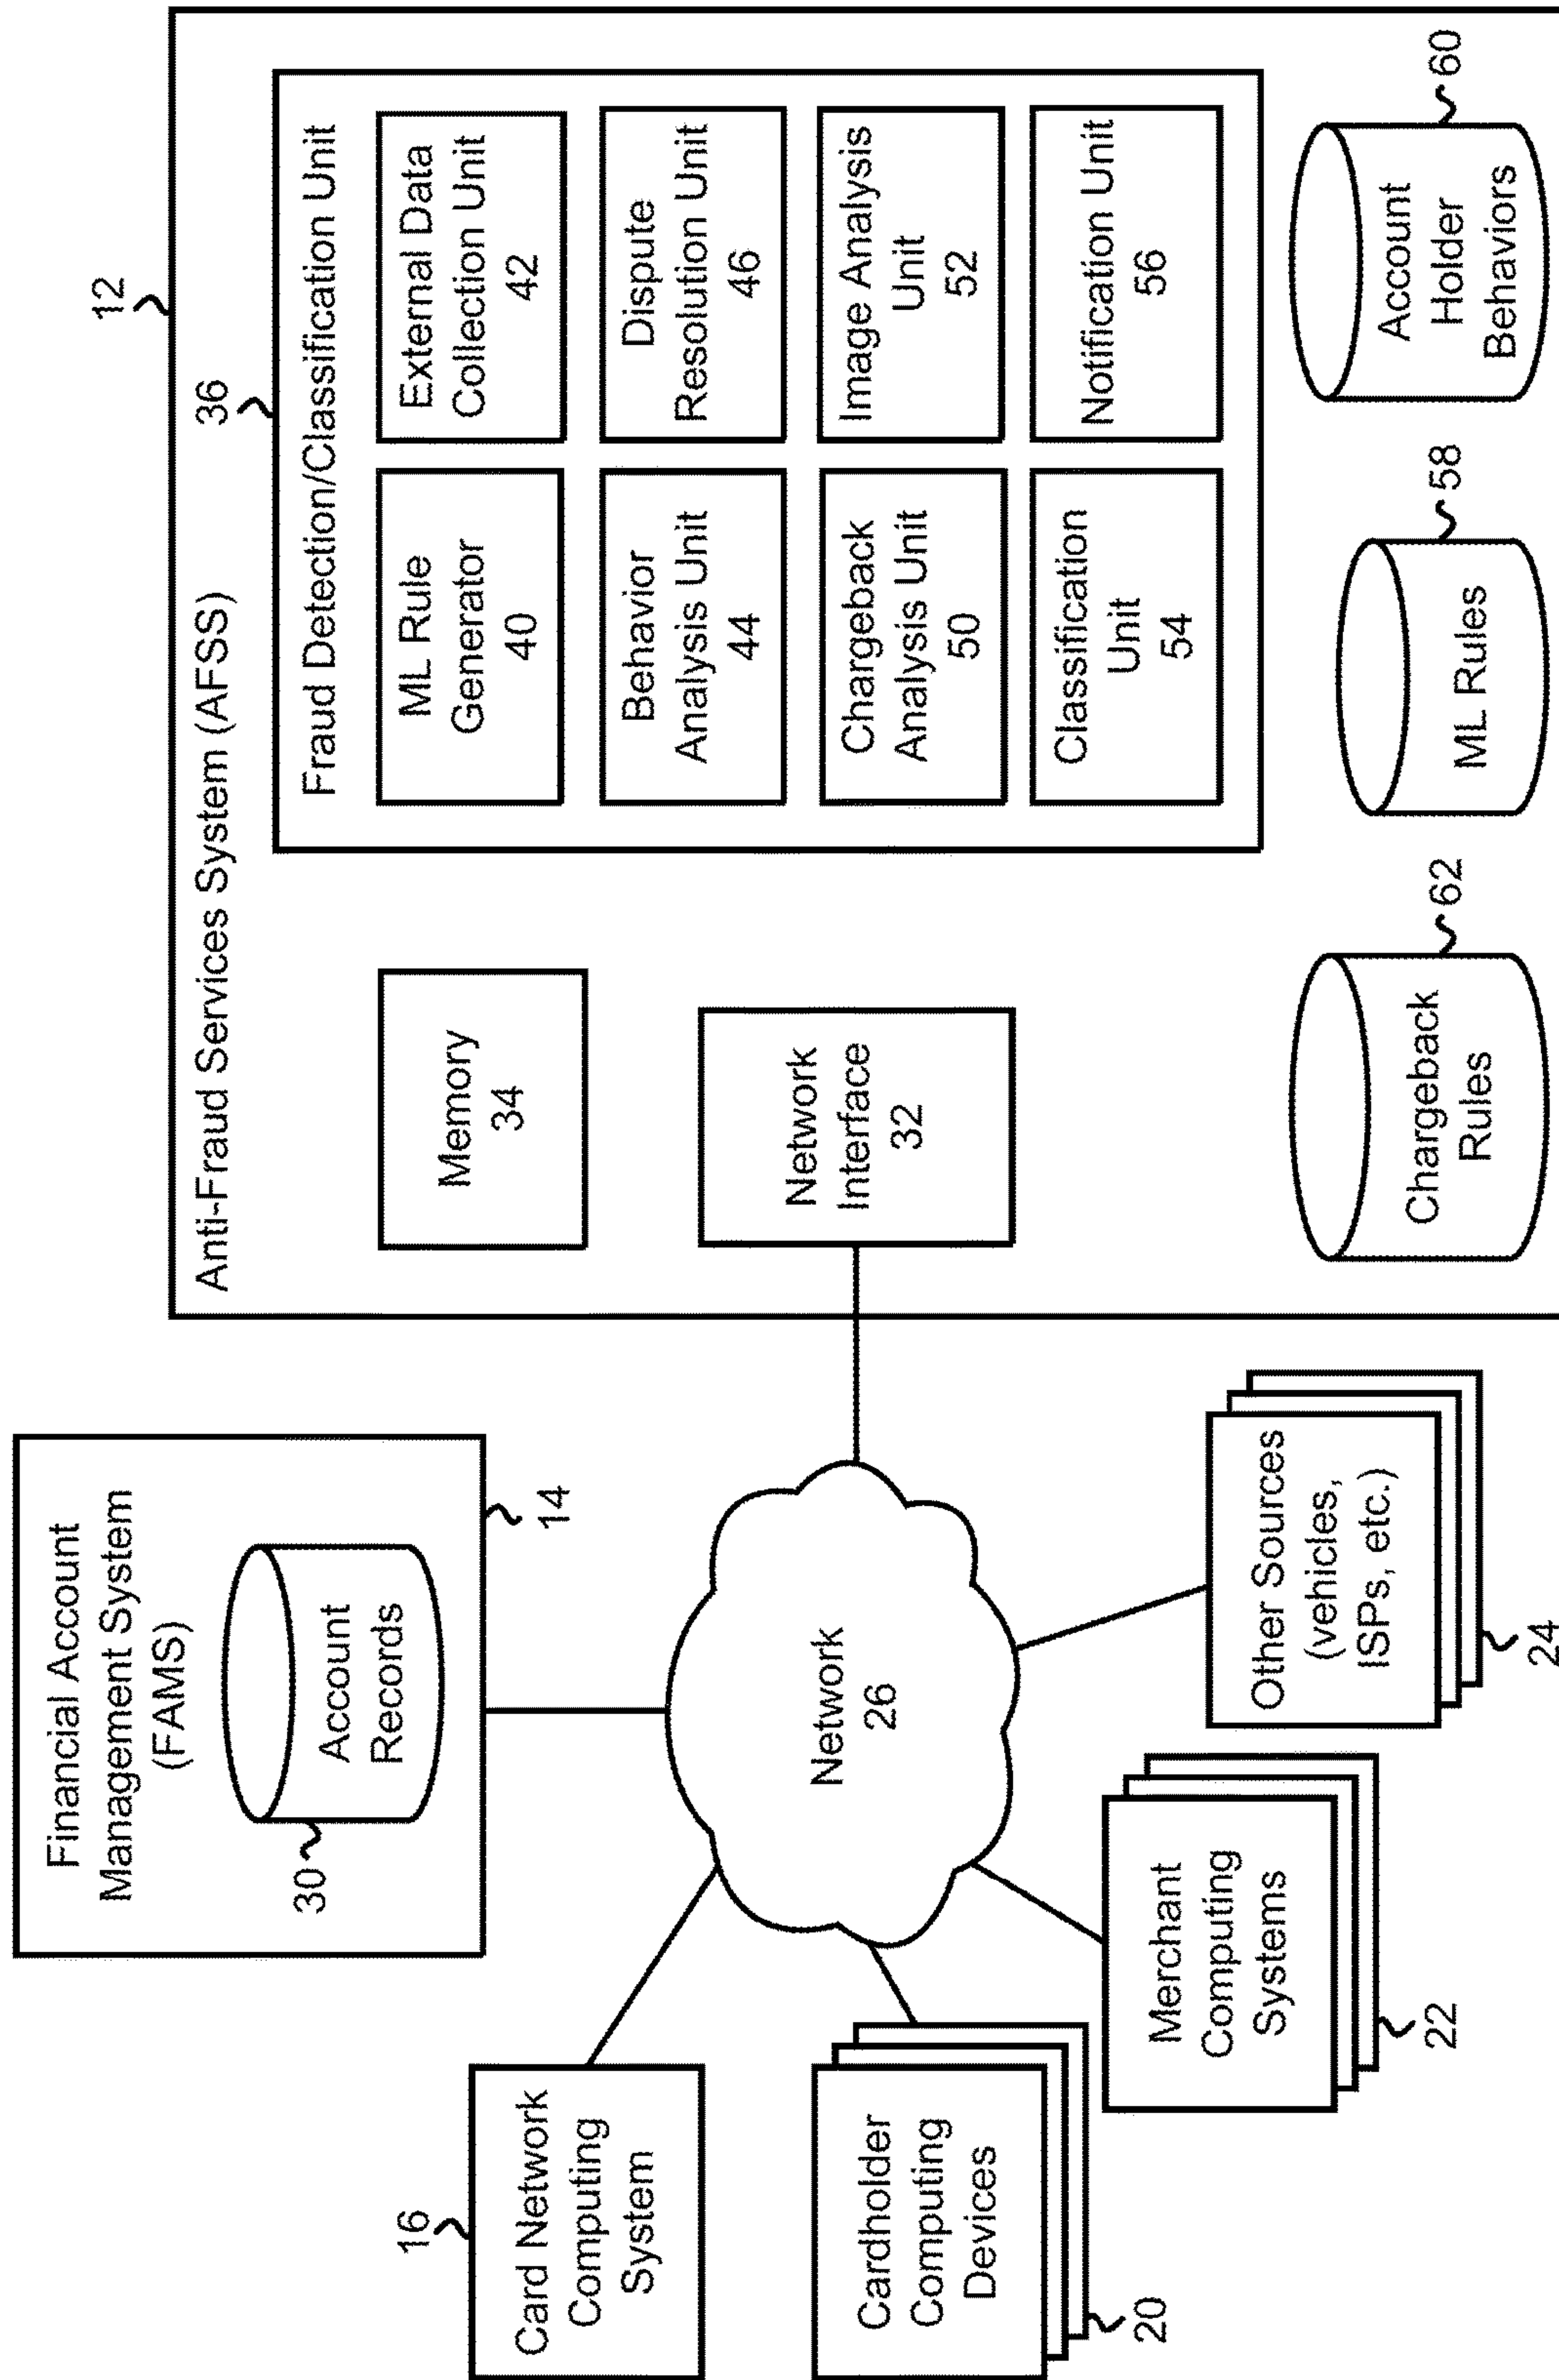 12
Anti-Fraud Services System (AFSS)
36
Fraud Detection/Classification Unit
ML Rule
Generator
40
External Data
Collection Unit
42
Behavior
Analysis Unit
44
Dispute
Resolution Unit
46
Chargeback
Analysis Unit
50
Image Analysis
Unit
52
Classification
Unit
54
Notification Unit
56
Memory
34
Network
Interface
32
Chargeback
Rules
62
ML Rules
58
Account
Holder
Behaviors
60
Financial Account
Management System
(FAMS)
Account
Records
30
14
16
Card Network
Computing
System
Network
26
Cardholder
Computing
Devices
20
Merchant
Computing
Systems
22
Other Sources
(vehicles,
ISPs, etc.)
24